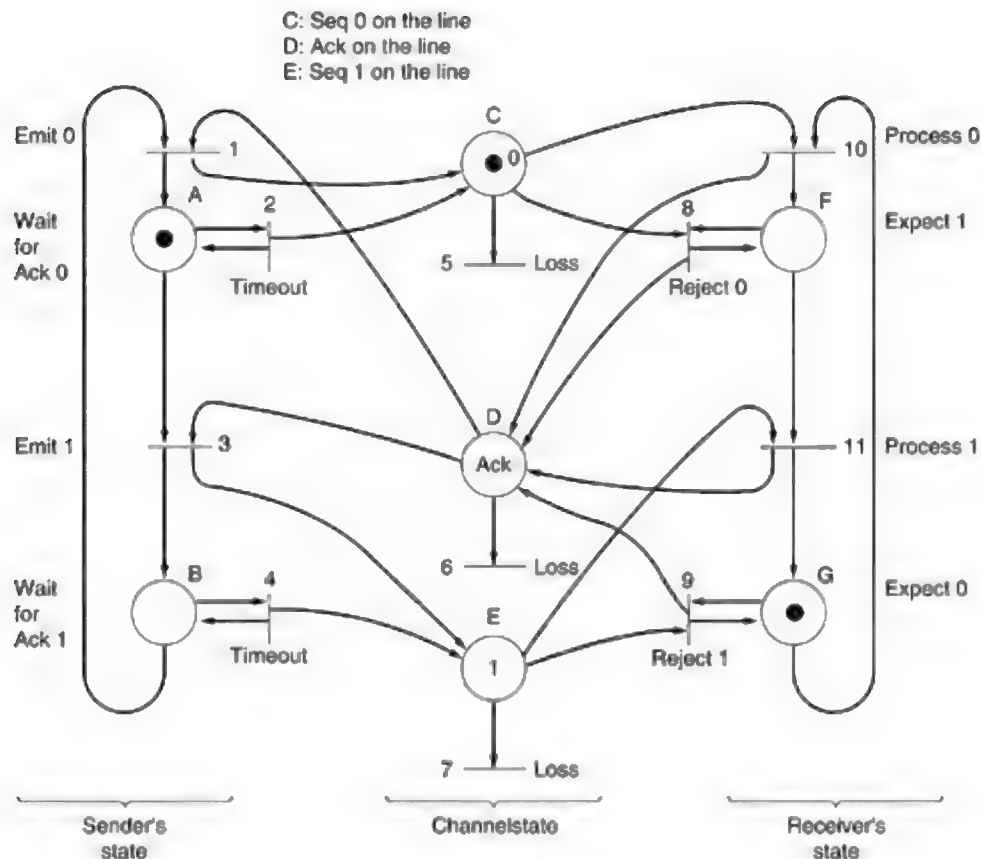 C: Seq 0 on the line
D: Ack on the line
E: Seq 1 on the line
Emit 0
1
C
0
10
Process 0
A
2
8
F
Wait
for
Ack 0
Expect 1
Timeout
5
Loss
Reject 0
D
Emit 1
3
Ack
11
Process 1
6
Loss
B
4
9
G
Wait
for
Ack 1
Expect 0
E
Timeout
1
Reject 1
7
Loss
Sender's
state
Channelstate
Receiver's
state